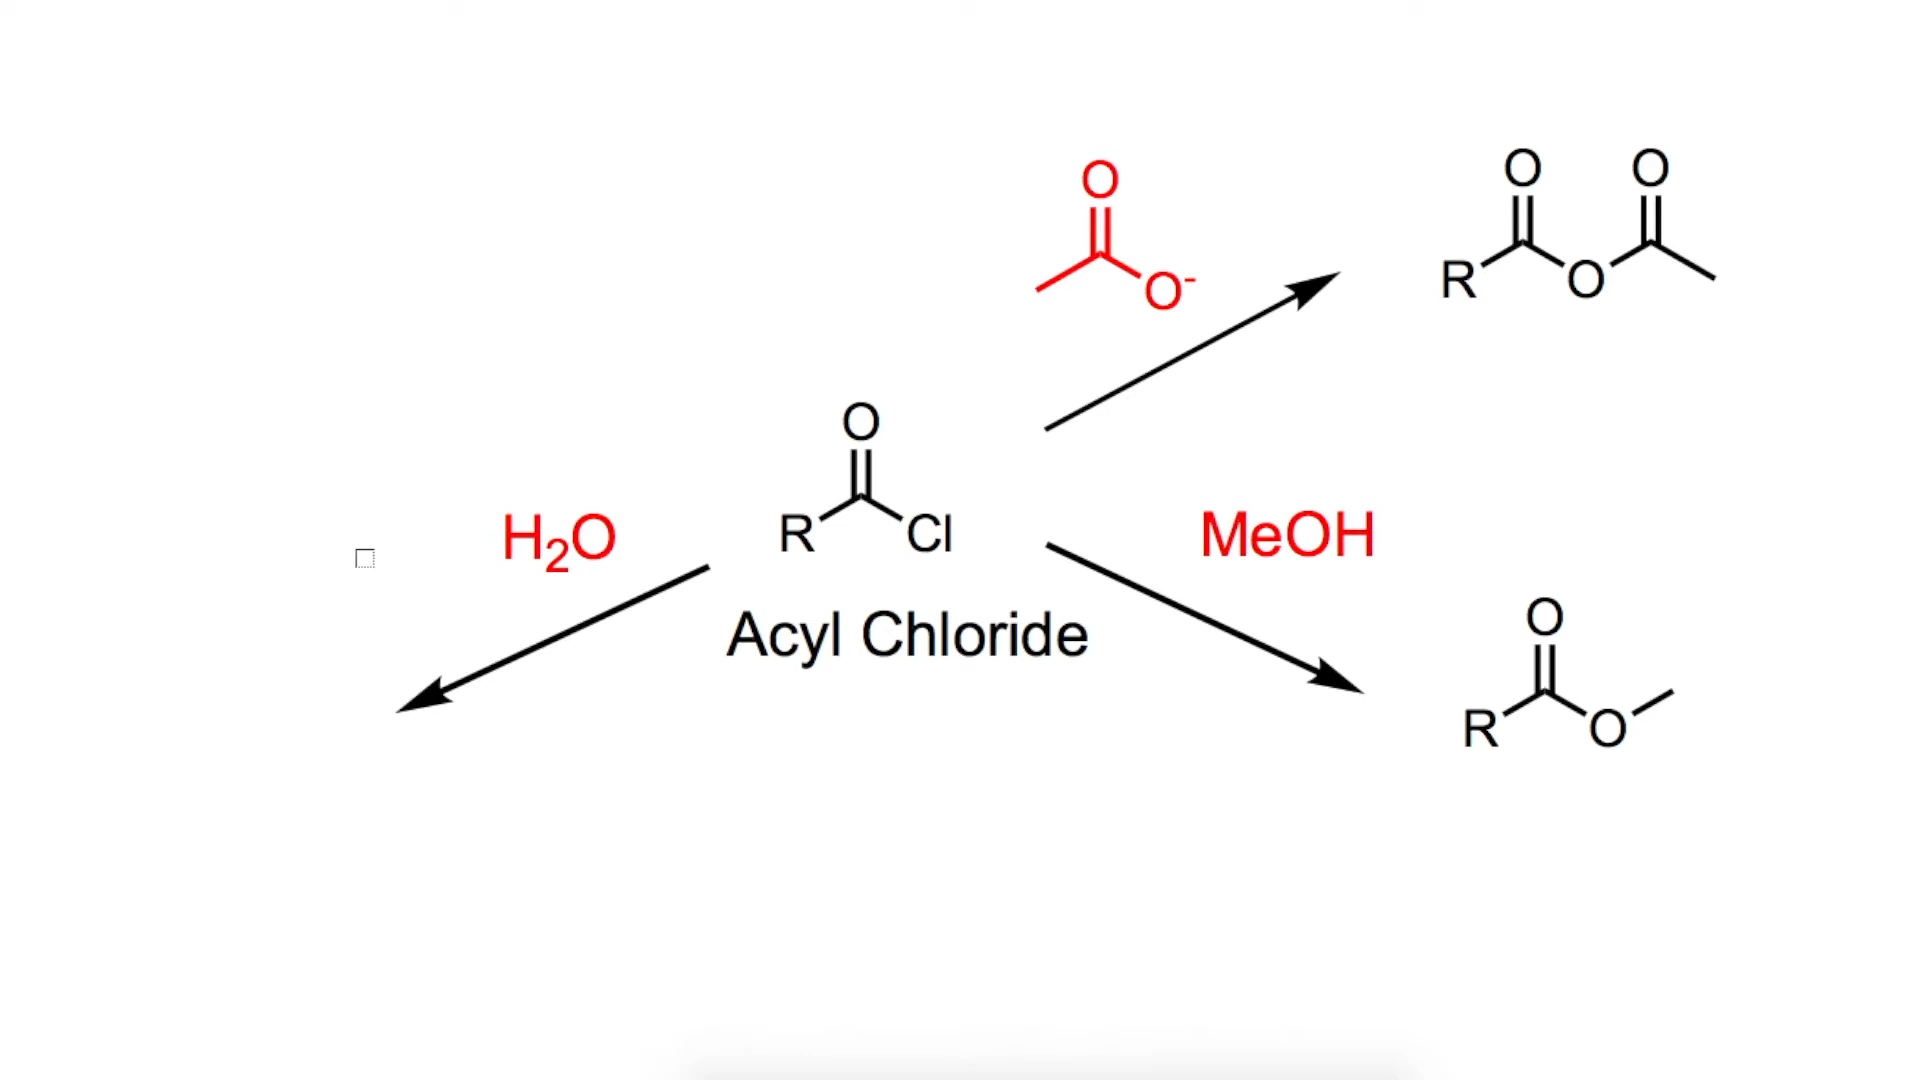 O
O O
O-
R O
O
H₂O
R Cl
MeOH
Acyl Chloride
O
R O